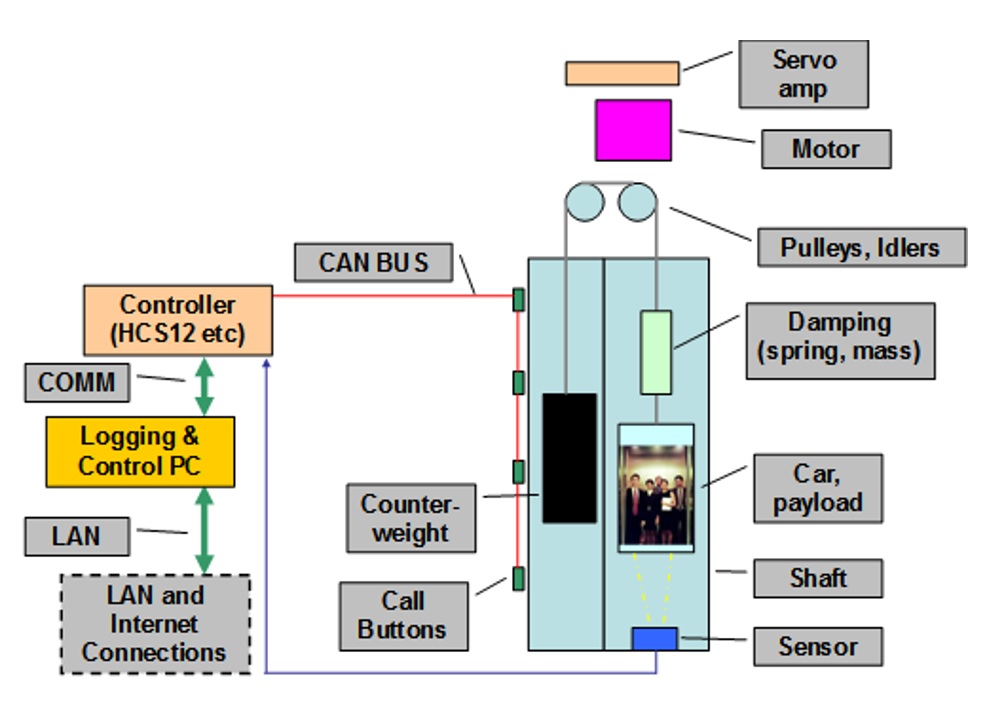 Servo
amp
Motor
Pulleys, Idlers
CAN BUS
Controller
(HCS12 etc)
Damping
(spring, mass)
COMM
Logging &
Control PC
Car,
payload
Counter-
weight
LAN
Shaft
LAN and
Internet
Connections
Call
Buttons
Sensor